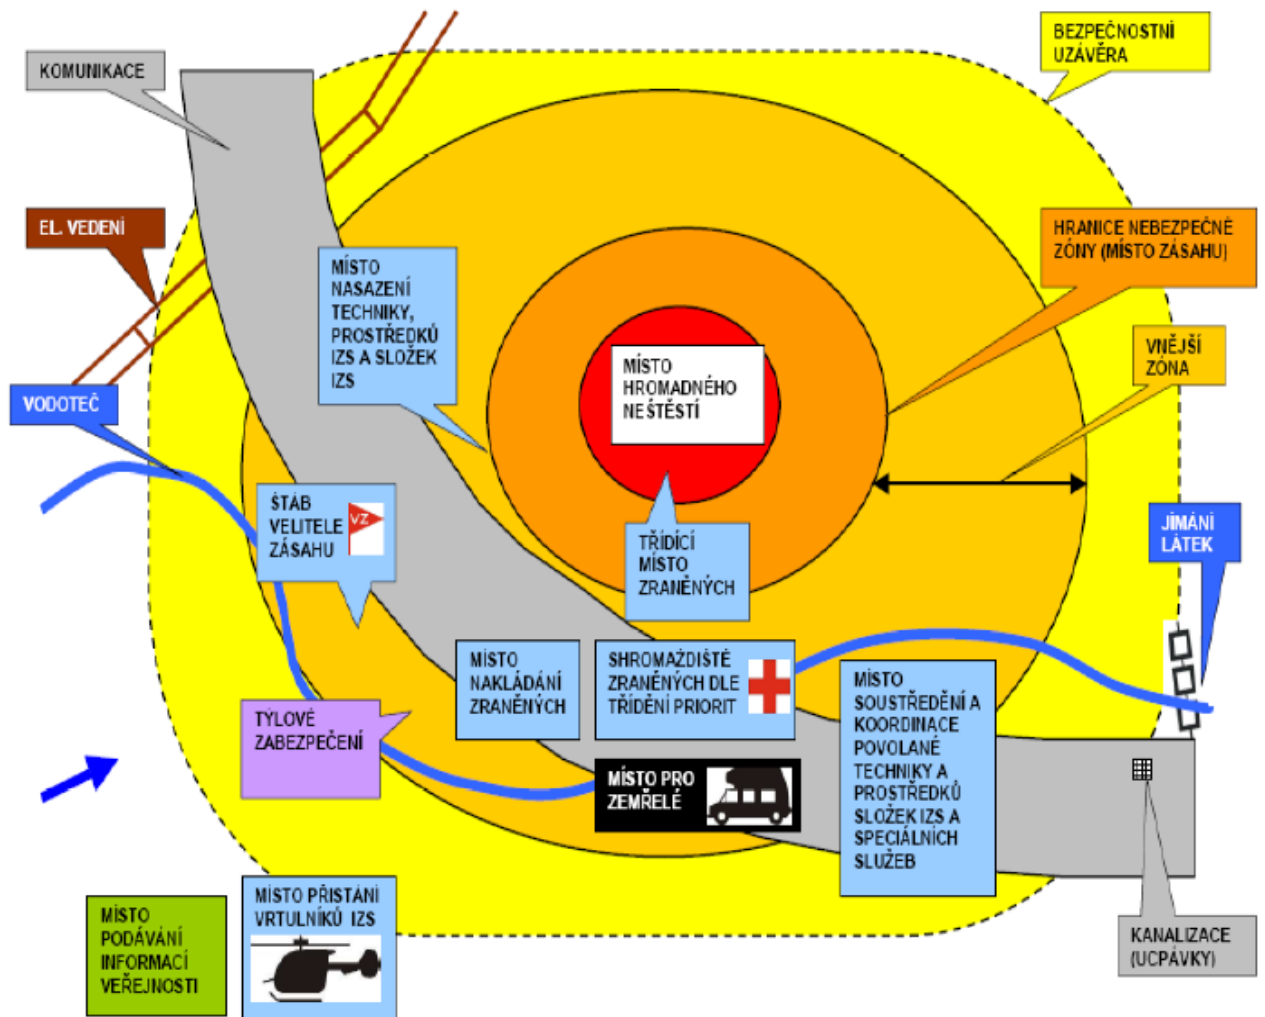 KOMUNIKACE
BEZPEČNOSTNÍ
UZÁVĚRA
EL. VEDENÍ
MÍSTO
NASAZENÍ
TECHNIKY,
PROSTŘEDKŮ
IZS A SLOŽEK
IZS
HRANICE NEBEZPEČNÉ
ZÓNY (MÍSTO ZÁSAHU)
VNĚJŠÍ
ZÓNA
MÍSTO
HROMADNÉHO
NEŠTĚSTÍ
VODOTEČ
ŠTÁB
VELITELE
ZÁSAHU
VZ
TŘÍDÍCÍ
MÍSTO
ZRANĚNÝCH
JÍMÁNÍ
LÁTEK
MÍSTO
NAKLÁDÁNÍ
ZRANĚNÝCH
SHROMAŽDIŠTĚ
ZRANĚNÝCH DLE
TŘÍDĚNÍ PRIORIT
MÍSTO
SOUSTŘEDĚNÍ A
KOORDINACE
POVOLANÉ
TECHNIKY A
PROSTŘEDKŮ
SLOŽEK IZS A
SPECIÁLNÍCH
SLUŽEB
TÝLOVÉ
ZABEZPEČENÍ
MÍSTO PRO
ZEMŘELÉ
MÍSTO
PODÁVÁNÍ
INFORMACÍ
VEŘEJNOSTI
MÍSTO PŘISTÁNÍ
VRTULNÍKŮ IZS
KANALIZACE
(UCPÁVKY)